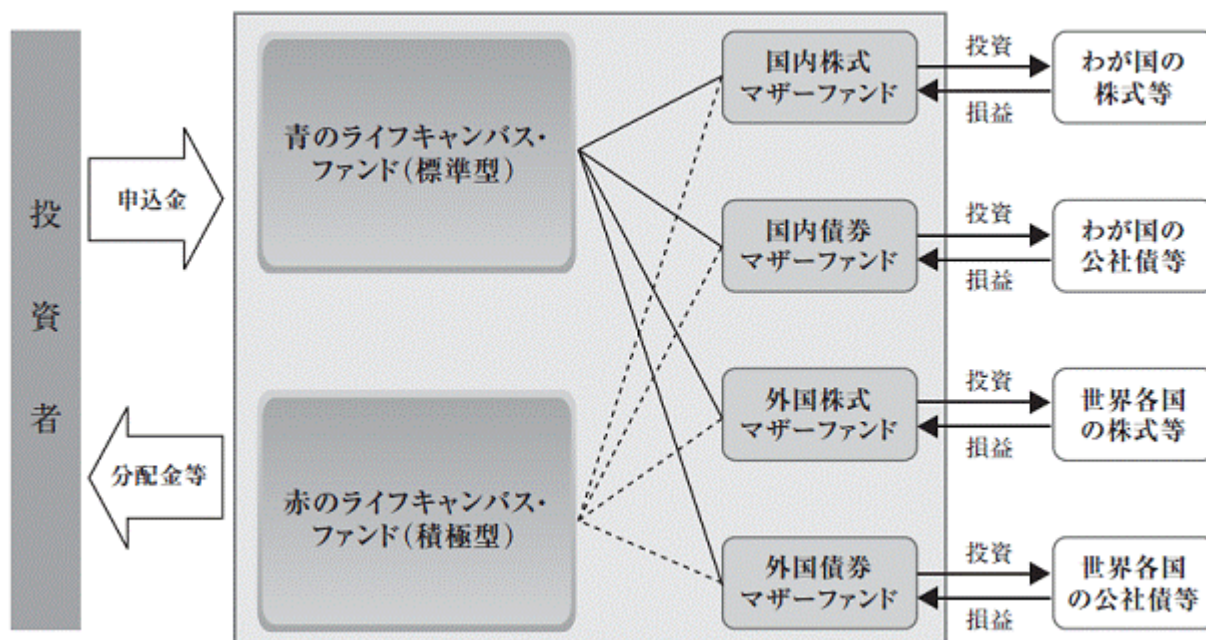 投資者
申込金
分配金等
青のライフキャンバス・
ファンド(標準型)
赤のライフキャンバス・
ファンド(積極型)
国内株式
マザーファンド
投資
損益
わが国の
株式等
国内債券
マザーファンド
投資
損益
わが国の
公社債等
外国株式
マザーファンド
投資
損益
世界各国
の株式等
外国債券
マザーファンド
投資
損益
世界各国
の公社債等